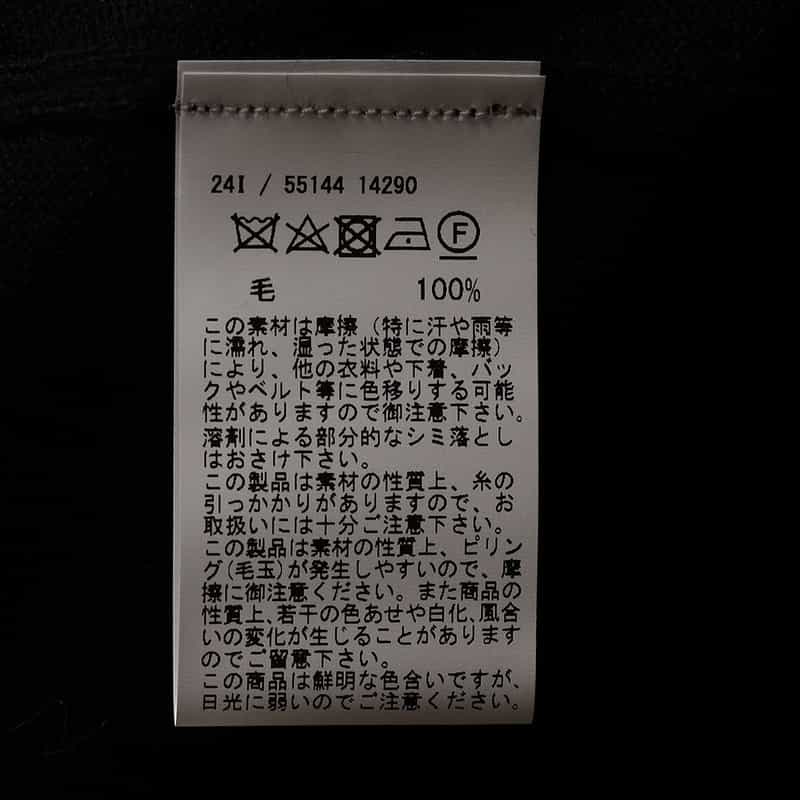 24I / 55144 14290
F
毛 100%
この素材は摩擦（特に汗や雨等
に濡れ、湿った状態での摩擦）
により、他の衣料や下着、バッ
クやベルト等に色移りする可能
性がありますので御注意下さい。
溶剤による部分的なシミ落とし
はおさけ下さい。
この製品は素材の性質上、糸の
引っかかりがありますので、お
取扱いには十分ご注意下さい。
この製品は素材の性質上、ピリン
グ(毛玉)が発生しやすいので、摩
擦に御注意ください。また商品の
性質上、若干の色あせや白化、風合
いの変化が生じることがあります
のでご留意下さい。
この商品は鮮明な色合いですが、
日光に弱いのでご注意ください。